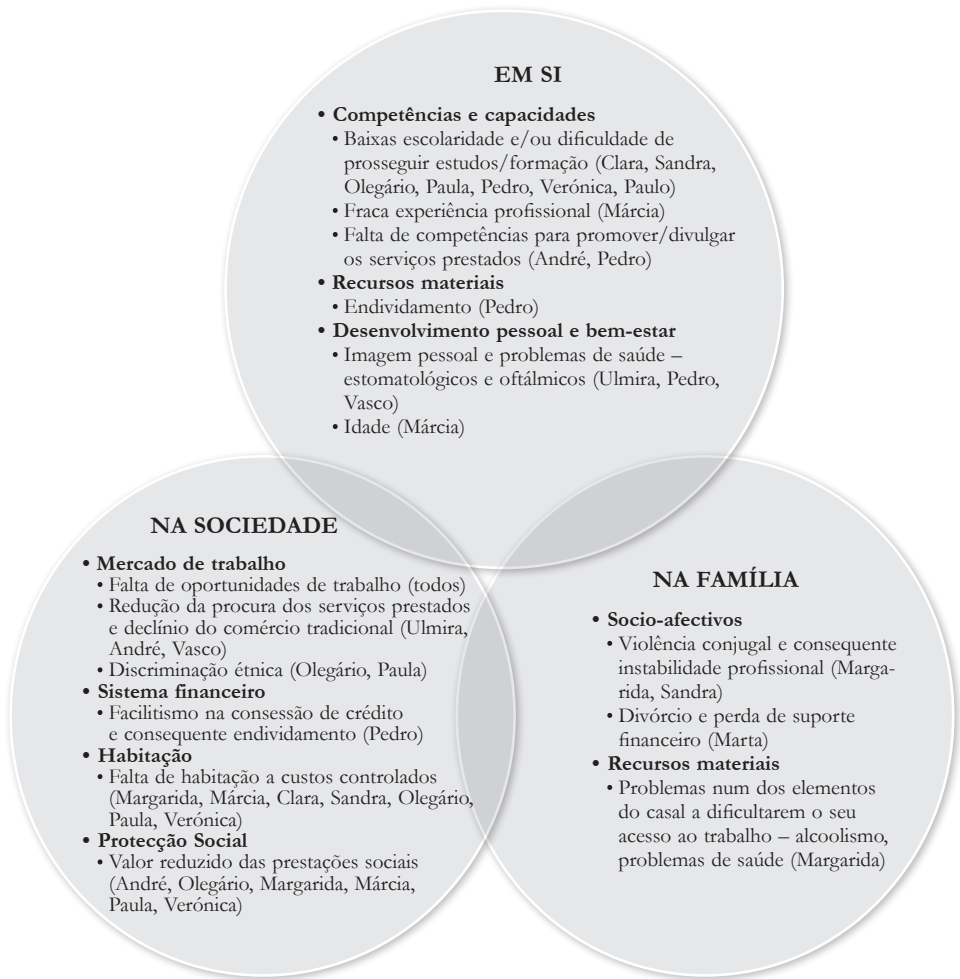 EM SI
• Competências e capacidades
• Baixas escolaridade e/ou dificuldade de
prosseguir estudos/formação (Clara, Sandra,
Olegário, Paula, Pedro, Verónica, Paulo)
• Fraca experiência profissional (Márcia)
• Falta de competências para promover/divulgar
os serviços prestados (André, Pedro)
• Recursos materiais
• Endividamento (Pedro)
• Desenvolvimento pessoal e bem-estar
• Imagem pessoal e problemas de saúde –
estomatológicos e oftálmicos (Ulmira, Pedro,
Vasco)
• Idade (Márcia)
NA SOCIEDADE
• Mercado de trabalho
• Falta de oportunidades de trabalho (todos)
• Redução da procura dos serviços prestados
e declínio do comércio tradicional (Ulmira,
André, Vasco)
• Discriminação étnica (Olegário, Paula)
• Sistema financeiro
• Facilitismo na consessão de crédito
e consequente endividamento (Pedro)
• Habitação
• Falta de habitação a custos controlados
(Margarida, Márcia, Clara, Sandra, Olegário,
Paula, Verónica)
• Protecção Social
• Valor reduzido das prestações sociais
(André, Olegário, Margarida, Márcia,
Paula, Verónica)
NA FAMÍLIA
• Socio-afectivos
• Violência conjugal e consequente
instabilidade profissional (Marga-
rida, Sandra)
• Divórcio e perda de suporte
financeiro (Marta)
• Recursos materiais
• Problemas num dos elementos
do casal a dificultarem o seu
acesso ao trabalho – alcoolismo,
problemas de saúde (Margarida)